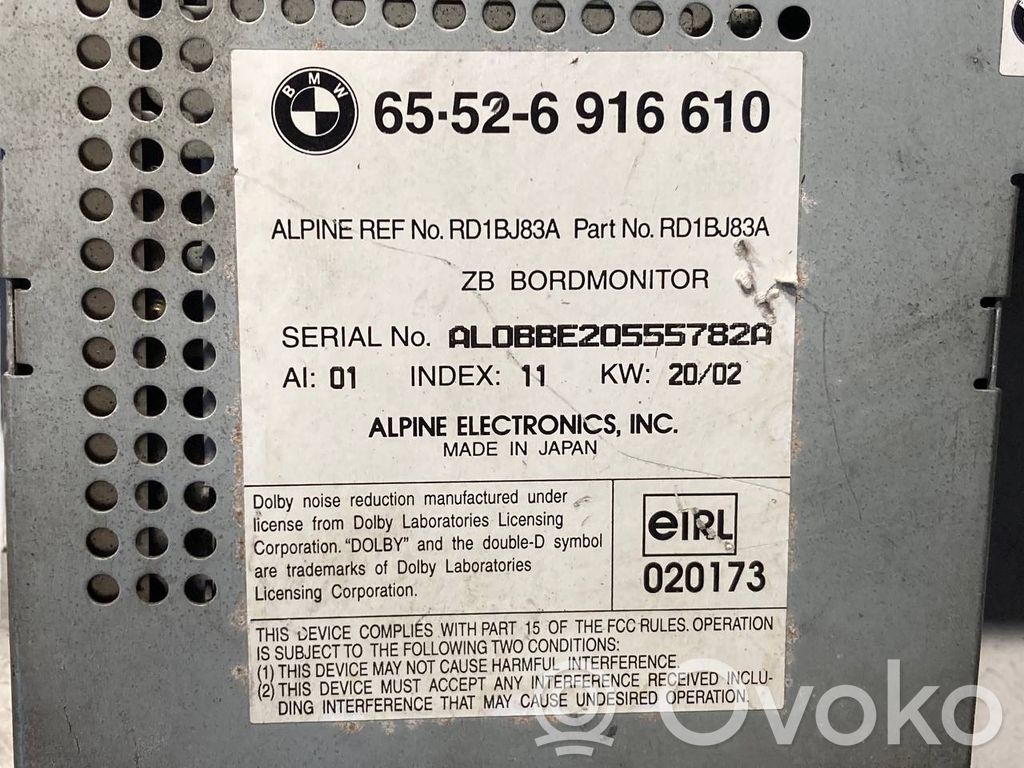 BMW
65-52-6 916 610
ALPINE REF No. RD1BJ83A Part No. RD1BJ83A
ZB BORDMONITOR
SERIAL No. ALOBBE20555782A
AI: 01 INDEX: 11 KW: 20/02
ALPINE ELECTRONICS, INC.
MADE IN JAPAN
Dolby noise reduction manufactured under
license from Dolby Laboratories Licensing
Corporation. “DOLBY” and the double-D symbol
are trademarks of Dolby Laboratories
Licensing Corporation.
eIRL
020173
THIS DEVICE COMPLIES WITH PART 15 OF THE FCC RULES. OPERATION
IS SUBJECT TO THE FOLLOWING TWO CONDITIONS:
(1) THIS DEVICE MAY NOT CAUSE HARMFUL INTERFERENCE.
(2) THIS DEVICE MUST ACCEPT ANY INTERFERENCE RECEIVED INCLU-
DING INTERFERENCE THAT MAY CAUSE UNDESIRED OPERATION.
Ovoko